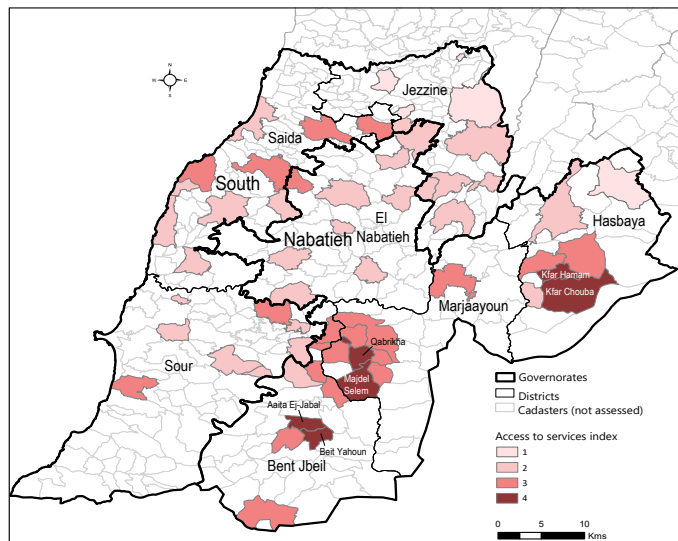 N
W E
S
Jezzine
Saida
South
Hasbaya
El
Nabatieh
Nabatieh
Kfar Hamam
Kfar Chouba
Marjaayoun
Qabrikha
Sour
Majdel
Selem
Aaita Ej-Jabal
Beit Yahoun
Bent Jbeil
Governorates
Districts
Cadasters (not assessed)
Access to services index
1
2
3
4
0 5 10
Kms